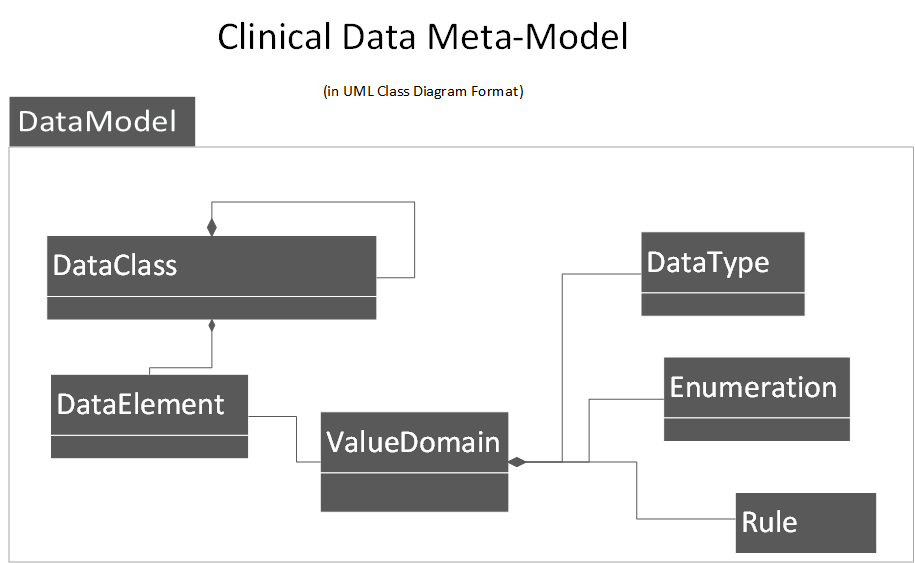 Clinical Data Meta-Model
(in UML Class Diagram Format)
DataModel
DataClass
DataType
DataElement
Enumeration
ValueDomain
Rule